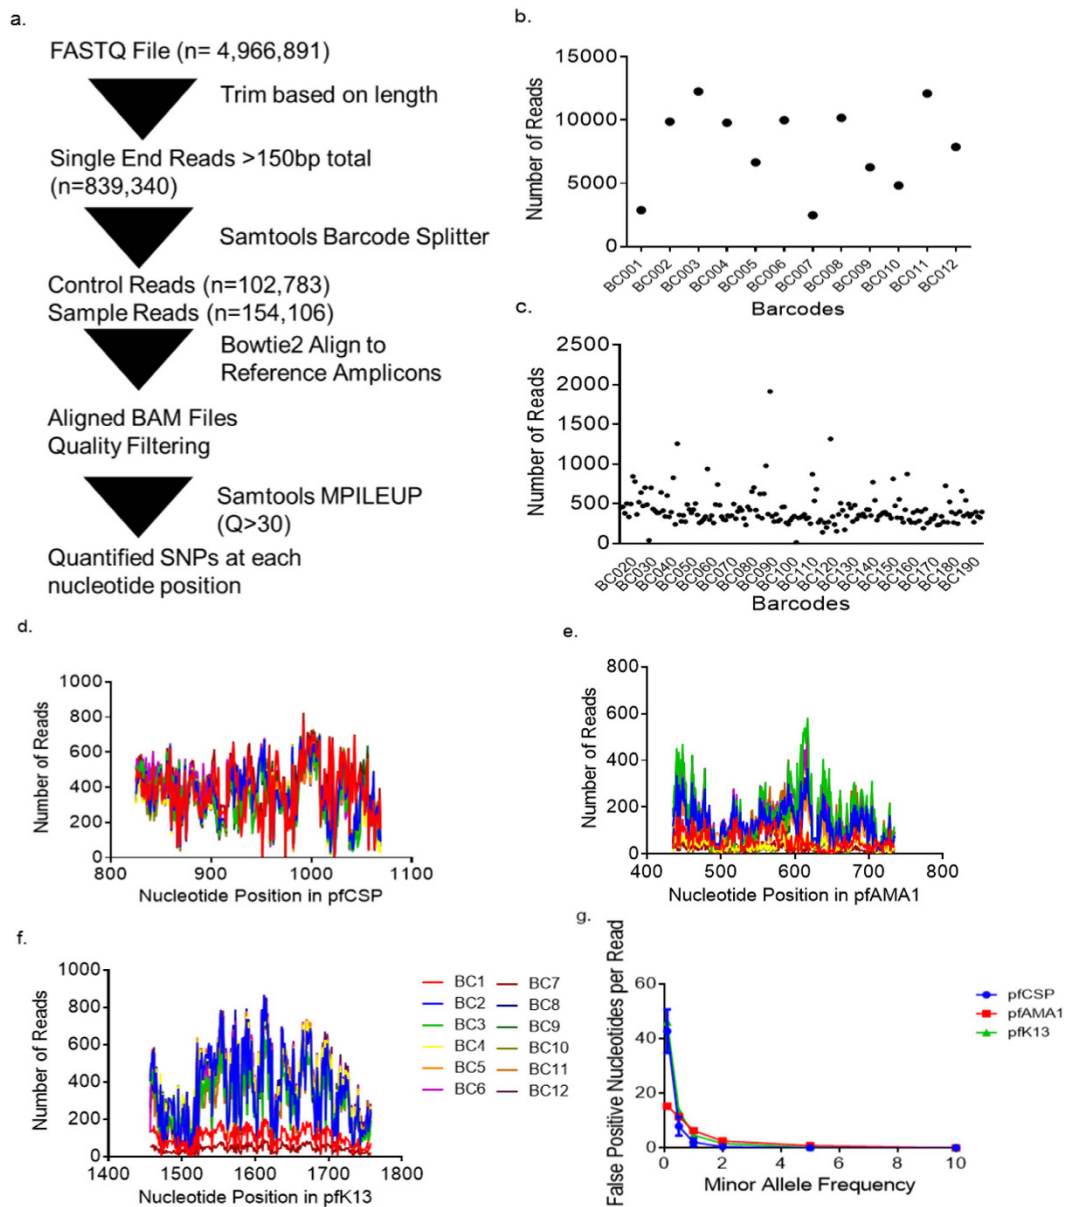 a.
FASTQ File (n= 4,966,891)
Trim based on length
Single End Reads >150bp total
(n=839,340)
Samtools Barcode Splitter
Control Reads (n=102,783)
Sample Reads (n=154,106)
Bowtie2 Align to
Reference Amplicons
Aligned BAM Files
Quality Filtering
Samtools MPILEUP
(Q>30)
Quantified SNPs at each
nucleotide position
b.
Number of Reads
15000
10000
5000
0
BC001
BC002
BC003
BC004
BC005
BC006
BC007
BC008
BC009
BC010
BC011
BC012
Barcodes
c.
Number of Reads
2500
2000
1500
1000
500
0
BC020
BC030
BC040
BC050
BC060
BC070
BC080
BC090
BC100
BC110
BC120
BC130
BC140
BC150
BC160
BC170
BC180
BC190
Barcodes
d.
Number of Reads
1000
800
600
400
200
0
800
900
1000
1100
Nucleotide Position in pfCSP
e.
Number of Reads
800
600
400
200
0
400
500
600
700
800
Nucleotide Position in pfAMA1
f.
Number of Reads
1000
800
600
400
200
0
1400
1500
1600
1700
1800
Nucleotide Position in pfK13
BC1
BC2
BC3
BC4
BC5
BC6
BC7
BC8
BC9
BC10
BC11
BC12
g.
False Positive Nucleotides per Read
60
40
20
0
0
2
4
6
8
10
Minor Allele Frequency
pfCSP
pfAMA1
pfK13